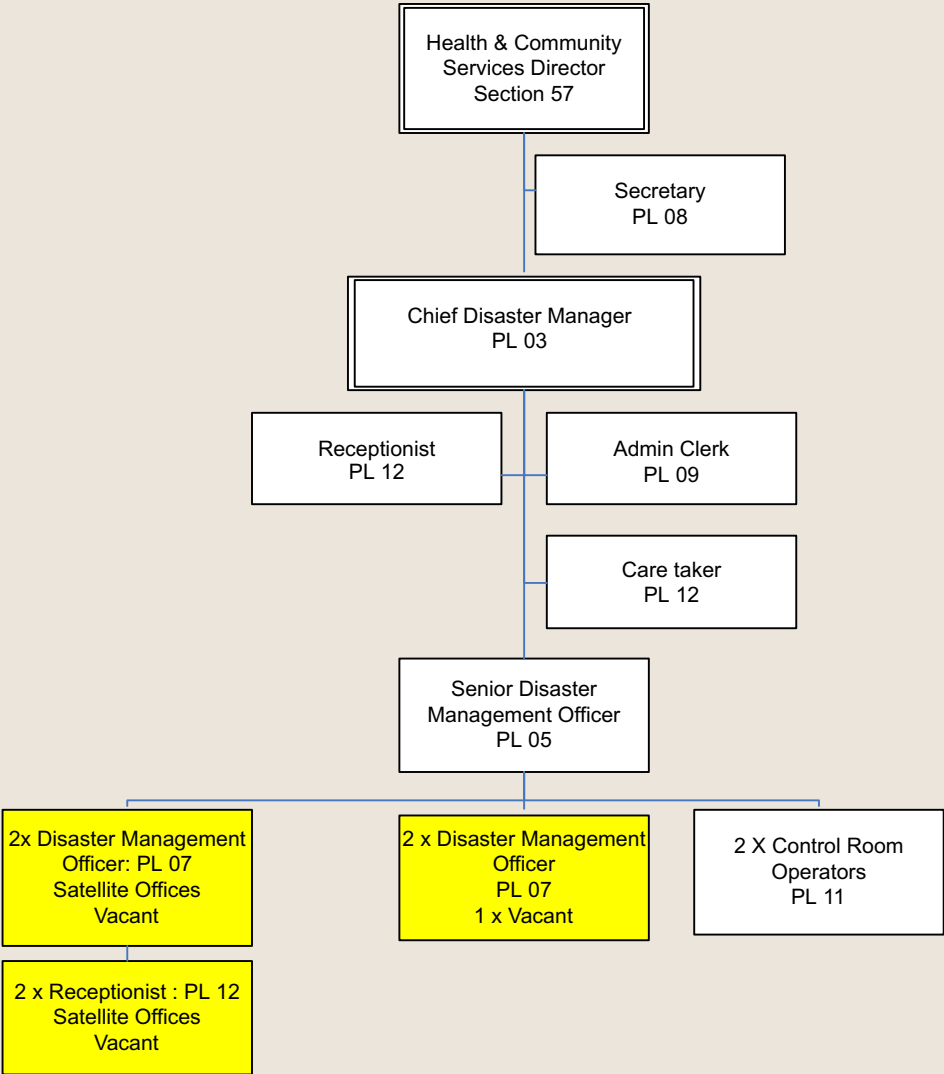 Health & Community
Services Director
Section 57
Secretary
PL 08
Chief Disaster Manager
PL 03
Receptionist
PL 12
Admin Clerk
PL 09
Care taker
PL 12
Senior Disaster
Management Officer
PL 05
2x Disaster Management
Officer: PL 07
Satellite Offices
Vacant
2 x Disaster Management
Officer
PL 07
1 x Vacant
2 X Control Room
Operators
PL 11
2 x Receptionist : PL 12
Satellite Offices
Vacant